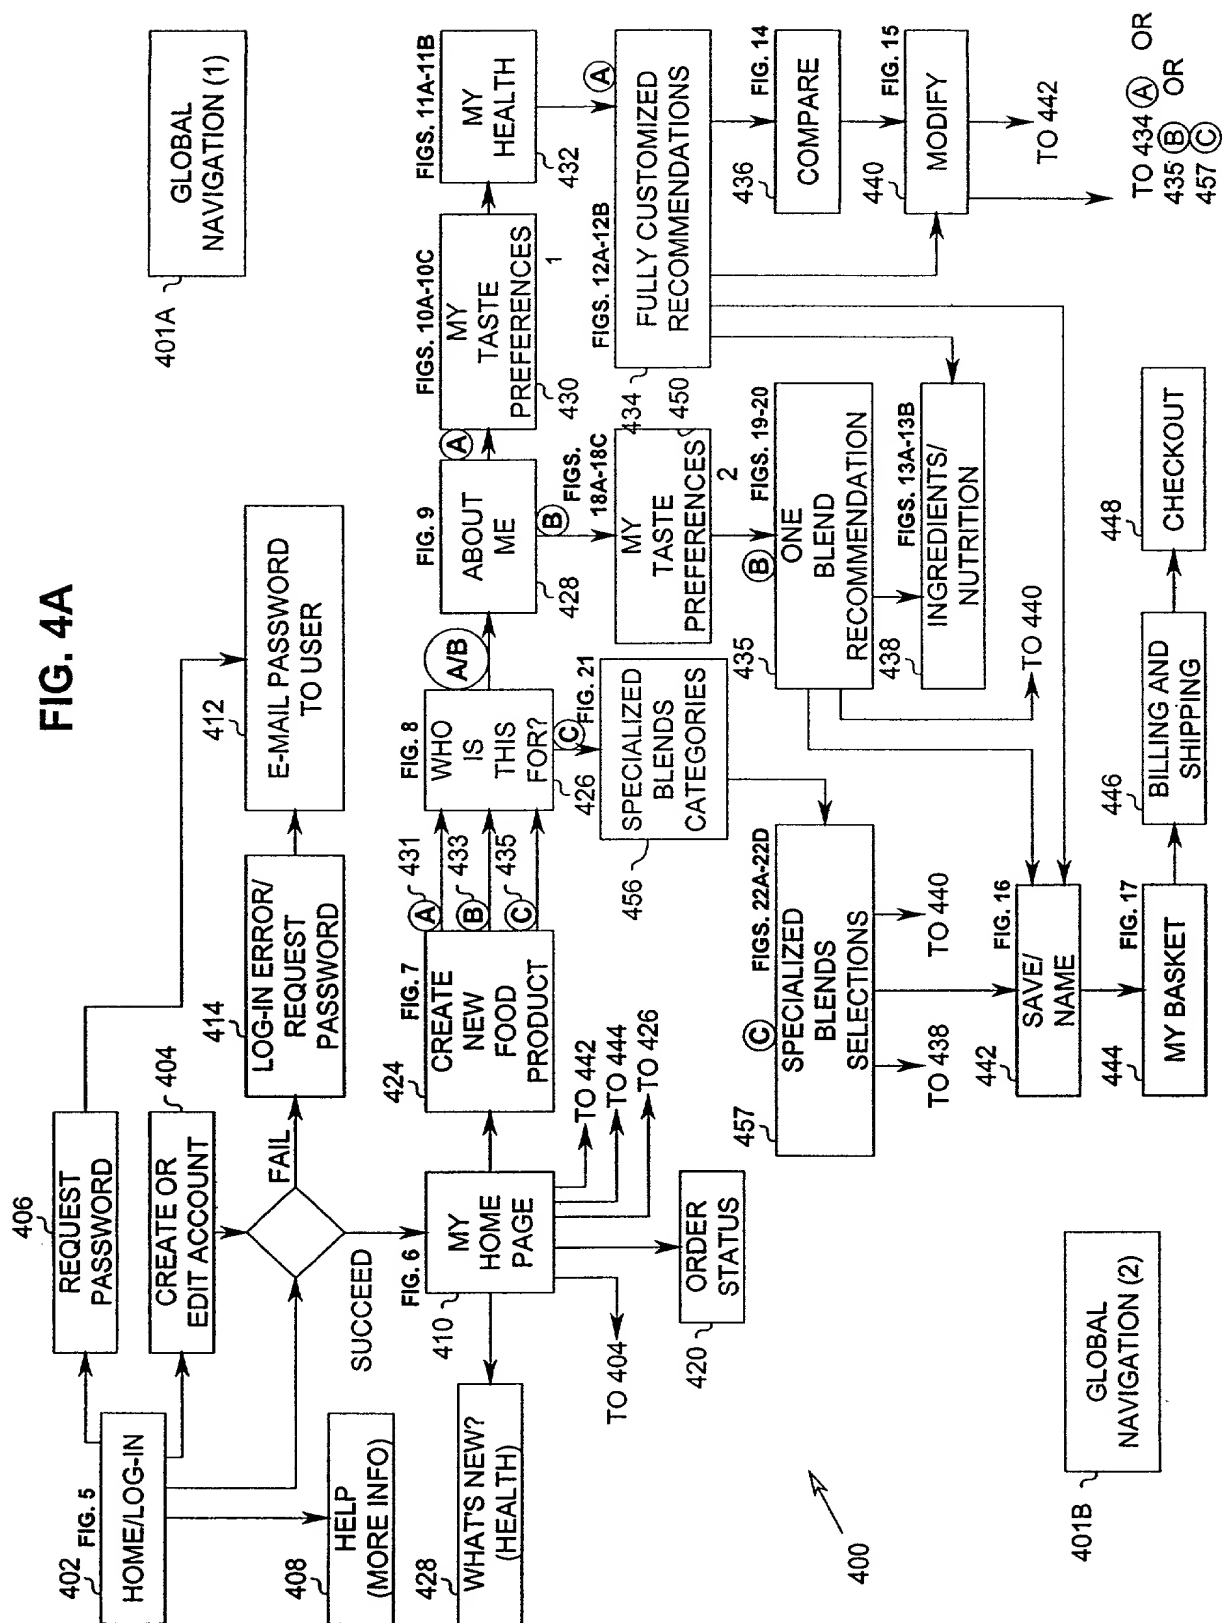 FIG. 4A
402
FIG. 5
HOME/LOG-IN
406
REQUEST
PASSWORD
404
CREATE OR
EDIT ACCOUNT
408
HELP
(MORE INFO)
FAIL
SUCCEED
414
LOG-IN ERROR/
REQUEST
PASSWORD
412
E-MAIL PASSWORD
TO USER
401A
GLOBAL
NAVIGATION (1)
428
WHAT'S NEW?
(HEALTH)
410
FIG. 6
MY
HOME
PAGE
TO 404
420
ORDER
STATUS
TO 442
TO 444
TO 426
424
FIG. 7
CREATE
NEW
FOOD
PRODUCT
A
431
B
433
C
435
FIG. 8
WHO
IS
THIS
FOR?
426
A/B
C
FIG. 21
SPECIALIZED
BLENDS
CATEGORIES
456
FIG. 9
ABOUT
ME
428
A
B
FIGS. 10A-10C
MY
TASTE
PREFERENCES
1
430
FIGS. 11A-11B
MY
HEALTH
432
FIGS.
18A-18C
MY
TASTE
PREFERENCES
2
450
434
FIGS. 12A-12B
A
FULLY CUSTOMIZED
RECOMMENDATIONS
435
B
FIGS. 19-20
ONE
BLEND
RECOMMENDATION
438
FIGS. 13A-13B
INGREDIENTS/
NUTRITION
TO 440
436
FIG. 14
COMPARE
440
FIG. 15
MODIFY
TO 442
TO 434 A OR
435 B OR
457 C
457
C
FIGS. 22A-22D
SPECIALIZED
BLENDS
SELECTIONS
TO 438
TO 440
442
FIG. 16
SAVE/
NAME
444
FIG. 17
MY BASKET
446
BILLING AND
SHIPPING
448
CHECKOUT
400
401B
GLOBAL
NAVIGATION (2)